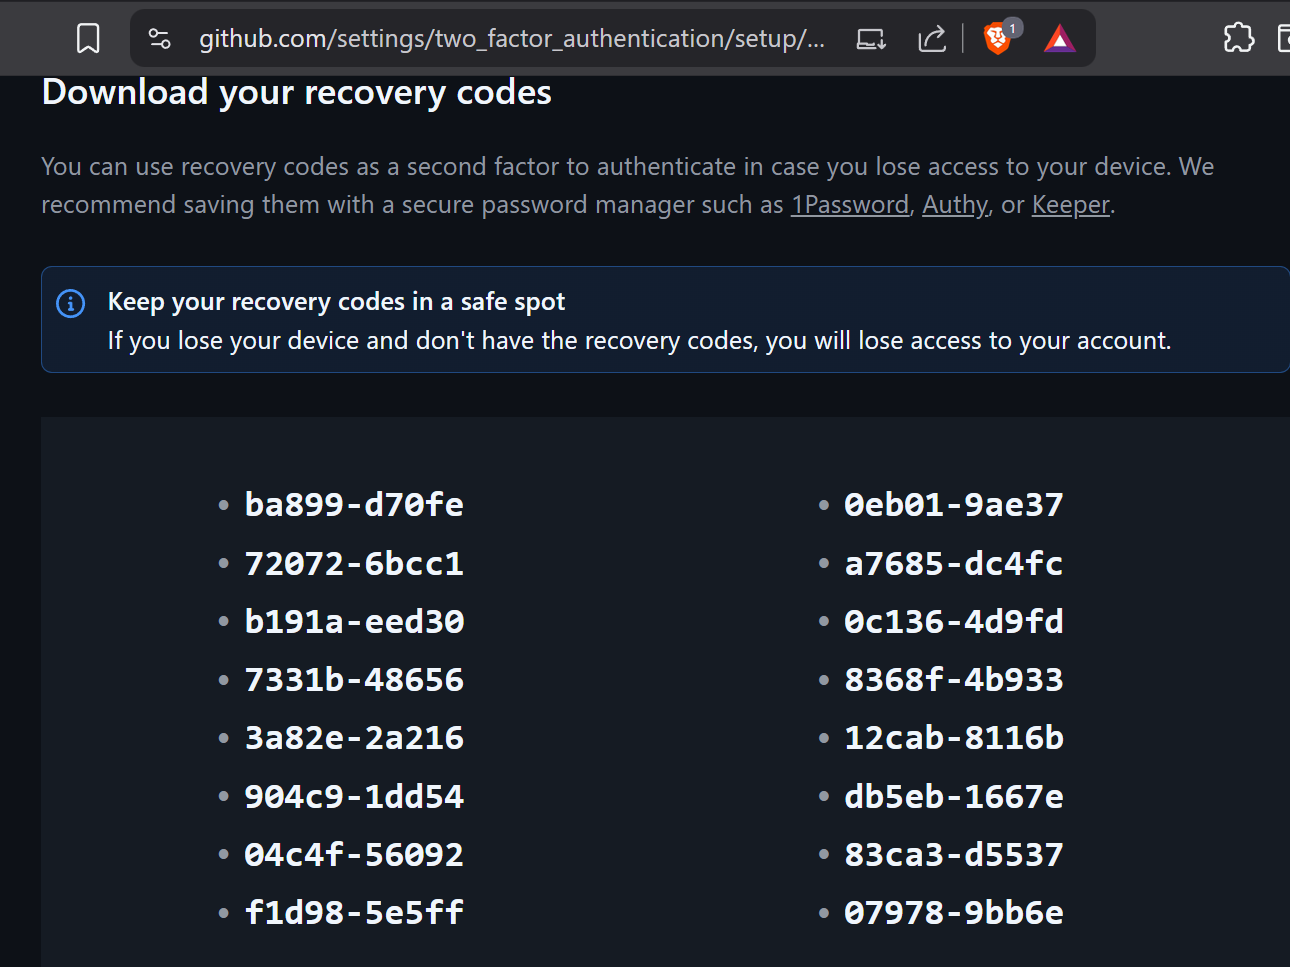 github.com/settings/two_factor_authentication/setup/...
1
Download your recovery codes
You can use recovery codes as a second factor to authenticate in case you lose access to your device. We
recommend saving them with a secure password manager such as 1Password, Authy, or Keeper.
Keep your recovery codes in a safe spot
If you lose your device and don't have the recovery codes, you will lose access to your account.
ba899-d70fe 0eb01-9ae37
72072-6bcc1 a7685-dc4fc
b191a-eed30 0c136-4d9fd
7331b-48656 8368f-4b933
3a82e-2a216 12cab-8116b
904c9-1dd54 db5eb-1667e
04c4f-56092 83ca3-d5537
f1d98-5e5ff 07978-9bb6e